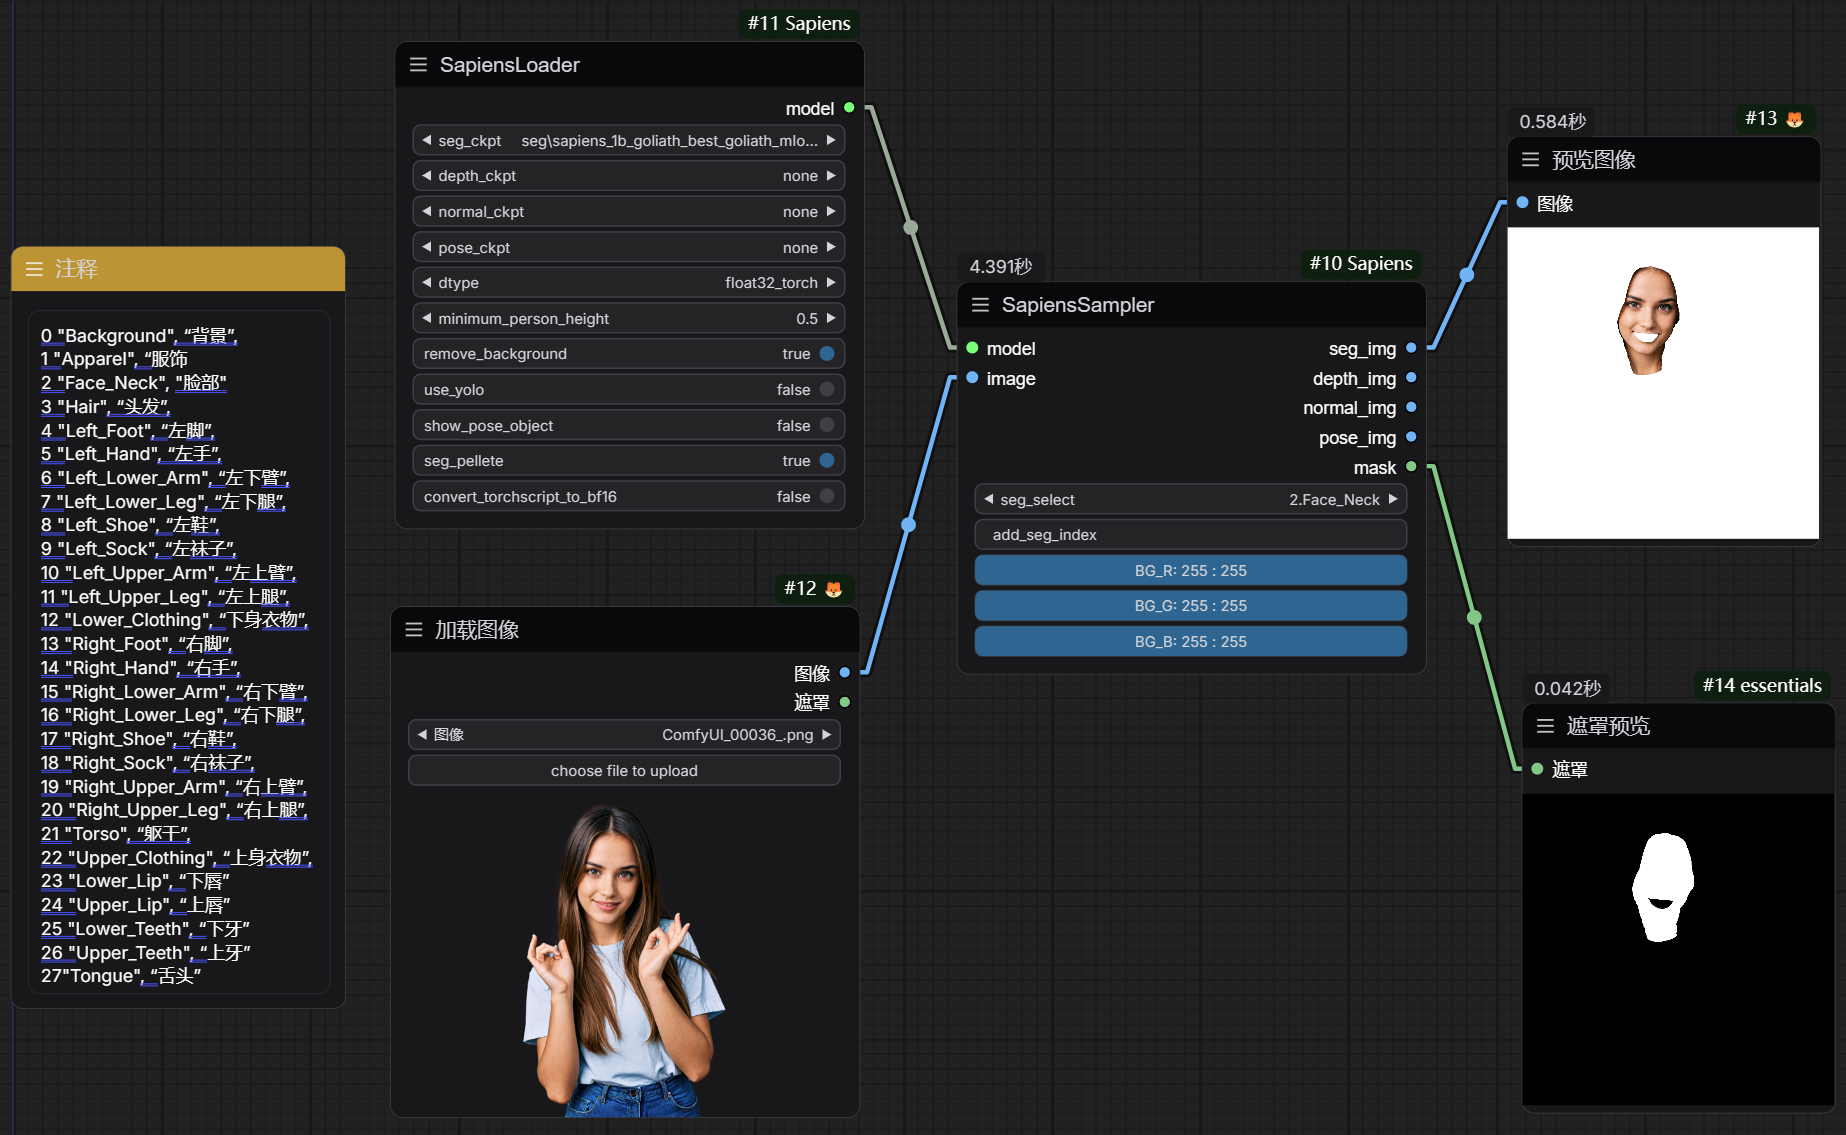 #11 Sapiens
SapiensLoader
model
seg_ckpt seg\sapiens_1b_goliath_best_goliath_mlo...
depth_ckpt none
normal_ckpt none
pose_ckpt none
dtype float32_torch
minimum_person_height 0.5
remove_background true
use_yolo false
show_pose_object false
seg_pellete true
convert_torchscript_to_bf16 false
注释
0 "Background", “背景”,
1 "Apparel", “服饰
2 "Face_Neck", "脸部"
3 "Hair", “头发”,
4 "Left_Foot", “左脚”,
5 "Left_Hand", “左手”,
6 "Left_Lower_Arm", “左下臂”,
7 "Left_Lower_Leg", “左下腿”,
8 "Left_Shoe", “左鞋”,
9 "Left_Sock", “左袜子”,
10 "Left_Upper_Arm", “左上臂”,
11 "Left_Upper_Leg", “左上腿”,
12 "Lower_Clothing", “下身衣物”,
13 "Right_Foot", “右脚”,
14 "Right_Hand", “右手”,
15 "Right_Lower_Arm", “右下臂”,
16 "Right_Lower_Leg", “右下腿”,
17 "Right_Shoe", “右鞋”,
18 "Right_Sock", “右袜子”,
19 "Right_Upper_Arm", “右上臂”,
20 "Right_Upper_Leg", “右上腿”,
21 "Torso", “躯干”,
22 "Upper_Clothing", “上身衣物”,
23 "Lower_Lip", “下唇”
24 "Upper_Lip", “上唇”
25 "Lower_Teeth", “下牙”
26 "Upper_Teeth", “上牙”
27"Tongue", “舌头”
#12
加载图像
图像
遮罩
图像 ComfyUI_00036_.png
choose file to upload
4.391秒
#10 Sapiens
SapiensSampler
model seg_img
image depth_img
normal_img
pose_img
mask
seg_select 2.Face_Neck
add_seg_index
BG_R: 255 : 255
BG_G: 255 : 255
BG_B: 255 : 255
0.584秒
#13
预览图像
图像
0.042秒
#14 essentials
遮罩预览
遮罩